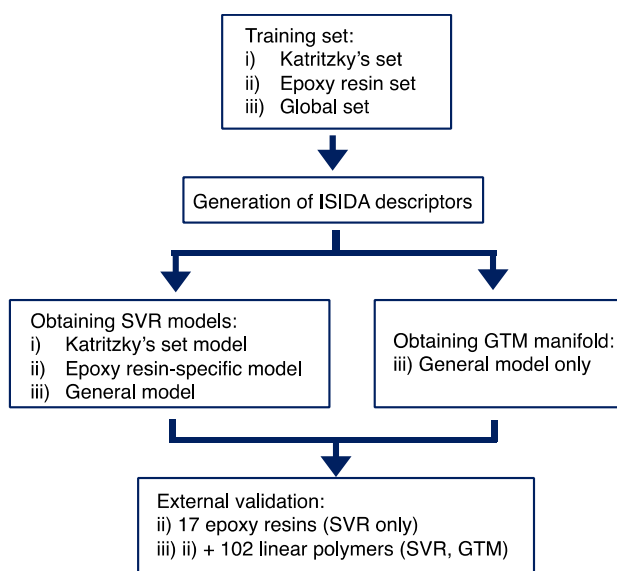 Training set:
i) Katritzky's set
ii) Epoxy resin set
iii) Global set
Generation of ISIDA descriptors
Obtaining SVR models:
i) Katritzky's set model
ii) Epoxy resin-specific model
iii) General model
Obtaining GTM manifold:
iii) General model only
External validation:
ii) 17 epoxy resins (SVR only)
iii) ii) + 102 linear polymers (SVR, GTM)